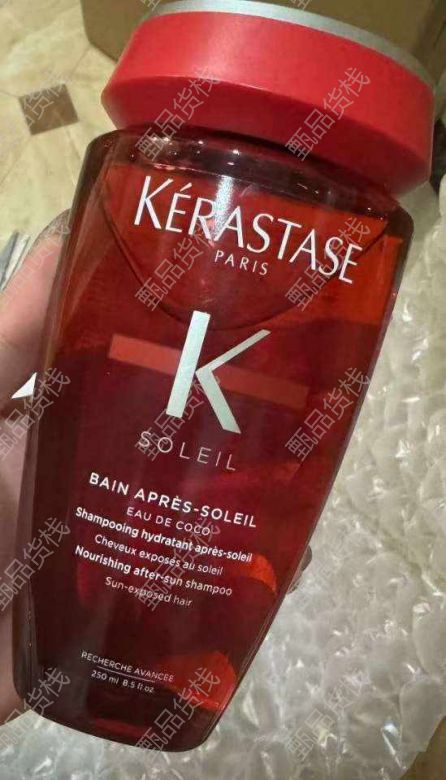 KÉRASTASE
PARIS
K
SOLEIL
BAIN APRÈS-SOLEIL
EAU DE COCO
Shampooing hydratant après-soleil
Cheveux exposés au soleil
Nourishing after-sun shampoo
Sun-exposed hair
RECHERCHE AVANCÉE
250 ml 8.5 fl.oz.
甄品货栈